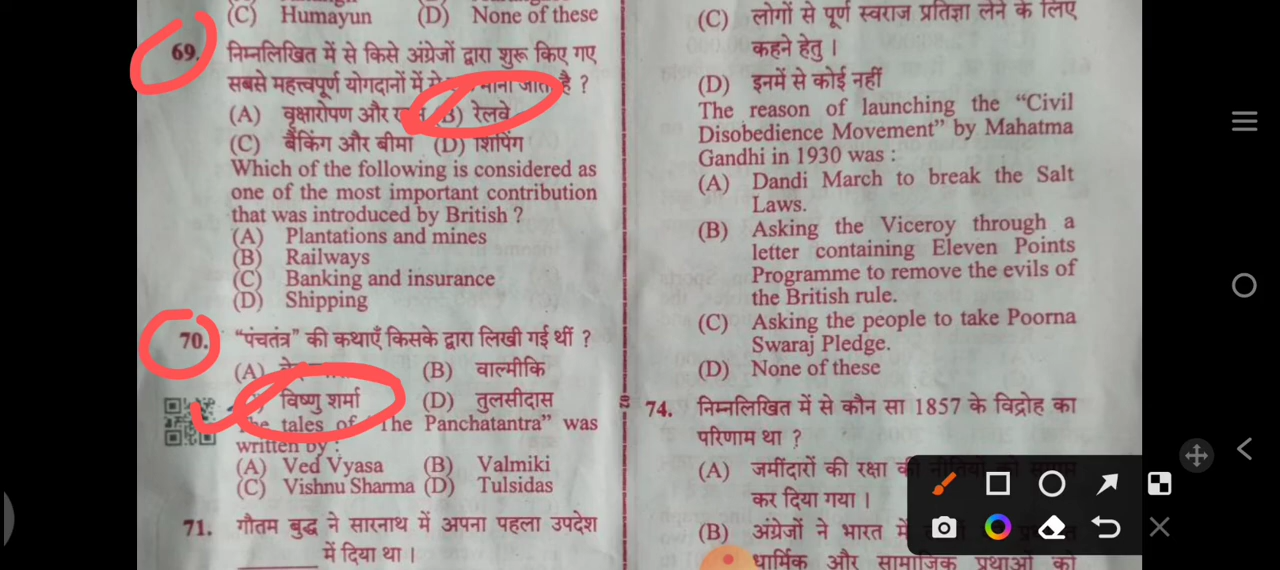 (C) Humayun (D) None of these
69. निम्नलिखित में से किसे अंग्रेजों द्वारा शुरू किए गए
सबसे महत्त्वपूर्ण योगदानों में से माना जाता है ?
(A) वृक्षारोपण और (B) रेलवे
(C) बैंकिंग और बीमा (D) शिपिंग
Which of the following is considered as
one of the most important contribution
that was introduced by British ?
(A) Plantations and mines
(B) Railways
(C) Banking and insurance
(D) Shipping
70. “पंचतंत्र” की कथाएँ किसके द्वारा लिखी गई थीं ?
(A) (B) वाल्मीकि
विष्णु शर्मा (D) तुलसीदास
The tales of “The Panchatantra” was
written by :
(A) Ved Vyasa (B) Valmiki
(C) Vishnu Sharma (D) Tulsidas
71. गौतम बुद्ध ने सारनाथ में अपना पहला उपदेश
में दिया था ।
(C) लोगों से पूर्ण स्वराज प्रतिज्ञा लेने के लिए
कहने हेतु ।
(D) इनमें से कोई नहीं
The reason of launching the “Civil
Disobedience Movement” by Mahatma
Gandhi in 1930 was :
(A) Dandi March to break the Salt
Laws.
(B) Asking the Viceroy through a
letter containing Eleven Points
Programme to remove the evils of
the British rule.
(C) Asking the people to take Poorna
Swaraj Pledge.
(D) None of these
74. निम्नलिखित में से कौन सा 1857 के विद्रोह का
परिणाम था ?
(A) जमींदारों की रक्षा की
कर दिया गया ।
(B) अंग्रेजों ने भारत में
धार्मिक और सामाजिक प्रथाओं को